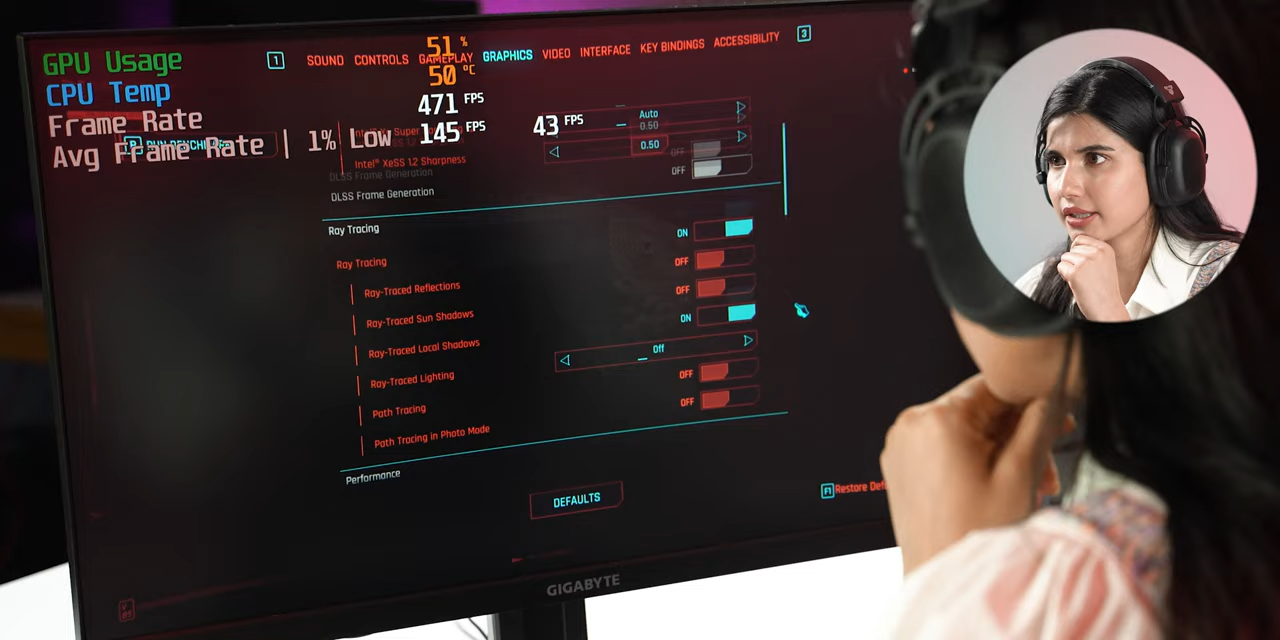 GPU Usage
CPU Temp
Frame Rate
Avg Frame Rate | 1% Low
51 %
50 °C
471 FPS
145 FPS
43 FPS
1
SOUND CONTROLS GAMEPLAY GRAPHICS VIDEO INTERFACE KEY BINDINGS ACCESSIBILITY
3
Auto
0.50
Intel® XeSS 1.2 Sharpness
0.50
DLSS Frame Generation
OFF
DLSS Frame Generation
OFF
Ray Tracing
ON
Ray Tracing
OFF
Ray-Traced Reflections
OFF
Ray-Traced Sun Shadows
ON
Ray-Traced Local Shadows
Off
Ray-Traced Lighting
OFF
Path Tracing
OFF
Path Tracing in Photo Mode
Performance
DEFAULTS
F1 Restore
GIGABYTE